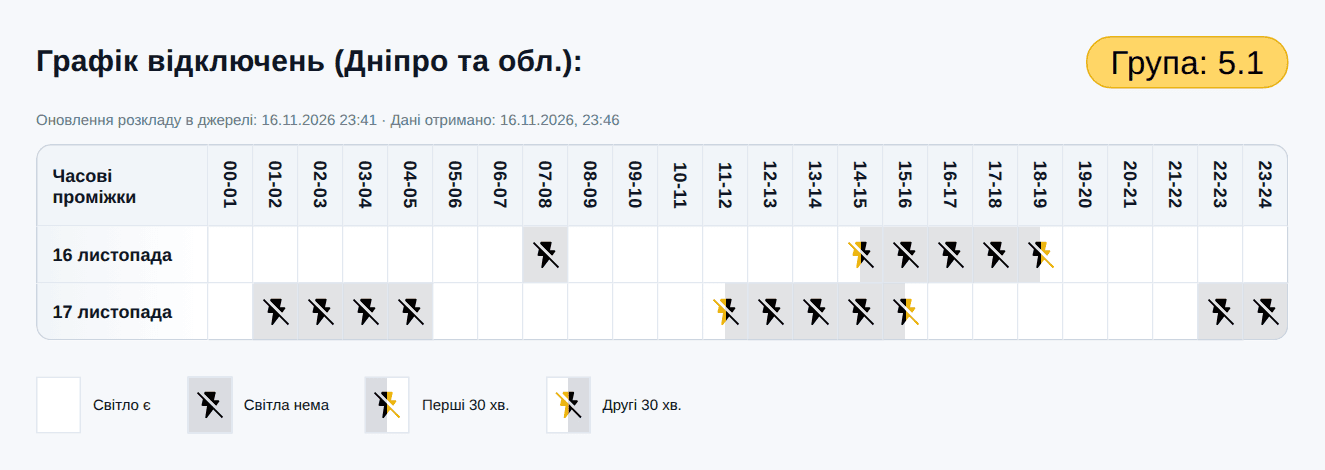 Графік відключень (Дніпро та обл.):
Група: 5.1
Оновлення розкладу в джерелі: 16.11.2026 23:41 · Дані отримано: 16.11.2026, 23:46
Часові проміжки 00-01 01-02 02-03 03-04 04-05 05-06 06-07 07-08 08-09 09-10 10-11 11-12 12-13 13-14 14-15 15-16 16-17 17-18 18-19 19-20 20-21 21-22 22-23 23-24
16 листопада
17 листопада
Світло є Світла нема Перші 30 хв. Другі 30 хв.